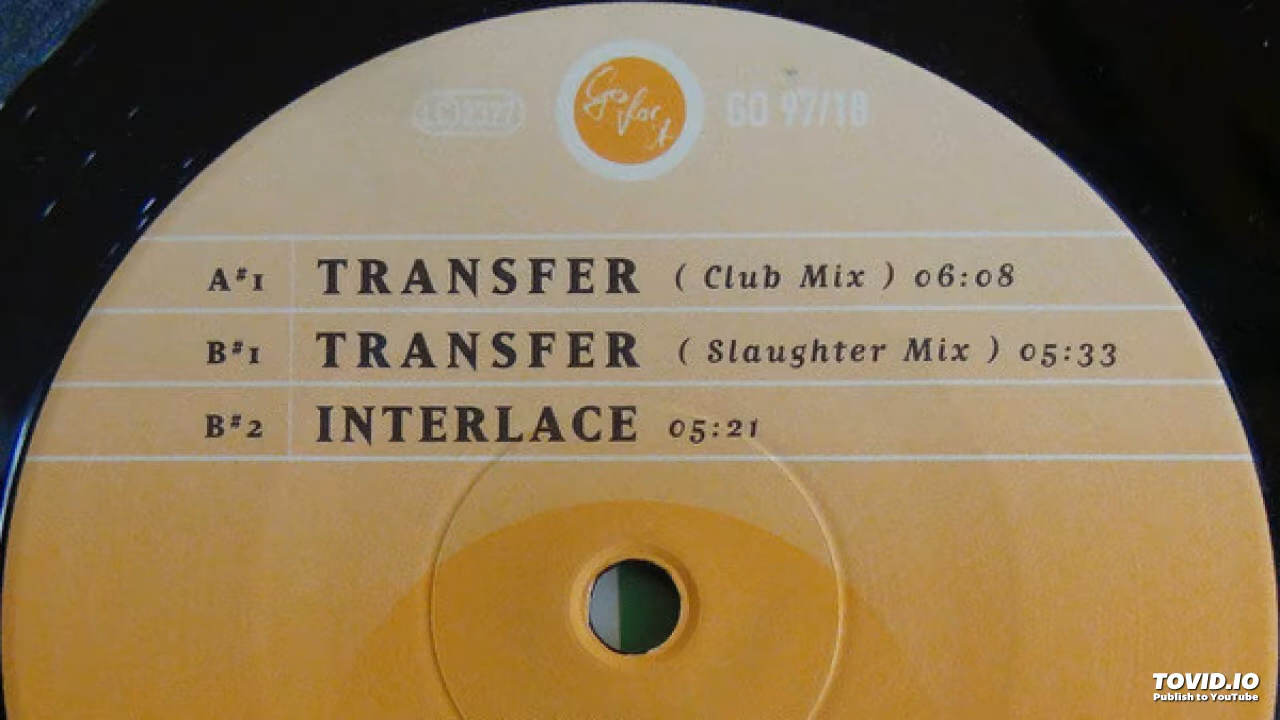 LC 2327
Go for it
GO 97/18
A#1 TRANSFER ( Club Mix ) 06:08
B#1 TRANSFER ( Slaughter Mix ) 05:33
B#2 INTERLACE 05:21
TOVID.IO
Publish to YouTube